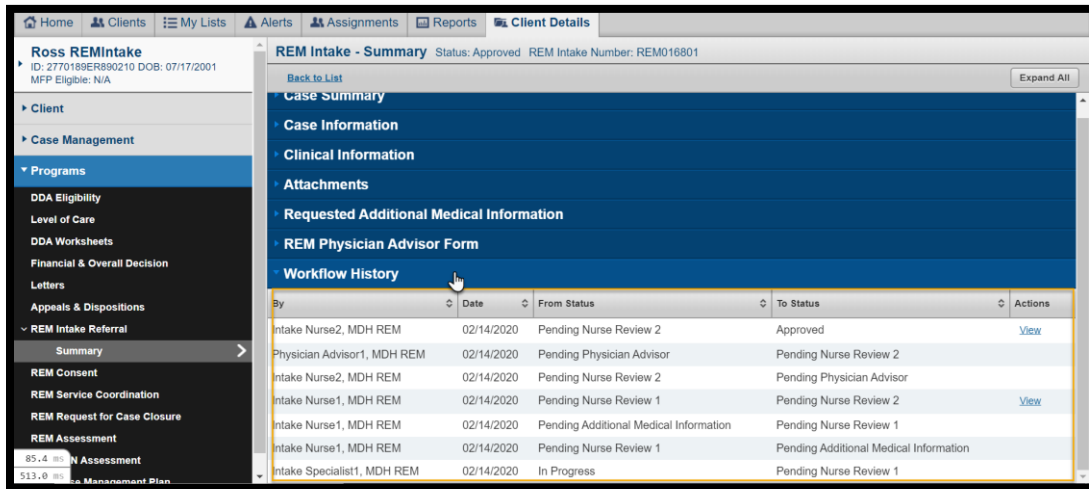 Home Clients My Lists Alerts Assignments Reports Client Details
Ross REMIntake
ID: 2770189ER890210 DOB: 07/17/2001
MFP Eligible: N/A
Client
Case Management
Programs
DDA Eligibility
Level of Care
DDA Worksheets
Financial & Overall Decision
Letters
Appeals & Dispositions
REM Intake Referral
Summary
REM Consent
REM Service Coordination
REM Request for Case Closure
REM Assessment
N Assessment
se Management Plan
85.4 ms
513.0 ms
REM Intake - Summary Status: Approved REM Intake Number: REM016801
Back to List Expand All
Case Summary
Case Information
Clinical Information
Attachments
Requested Additional Medical Information
REM Physician Advisor Form
Workflow History
By Date From Status To Status Actions
Intake Nurse2, MDH REM 02/14/2020 Pending Nurse Review 2 Approved View
Physician Advisor1, MDH REM 02/14/2020 Pending Physician Advisor Pending Nurse Review 2
Intake Nurse2, MDH REM 02/14/2020 Pending Nurse Review 2 Pending Physician Advisor
Intake Nurse1, MDH REM 02/14/2020 Pending Nurse Review 1 Pending Nurse Review 2 View
Intake Nurse1, MDH REM 02/14/2020 Pending Additional Medical Information Pending Nurse Review 1
Intake Nurse1, MDH REM 02/14/2020 Pending Nurse Review 1 Pending Additional Medical Information
Intake Specialist1, MDH REM 02/14/2020 In Progress Pending Nurse Review 1